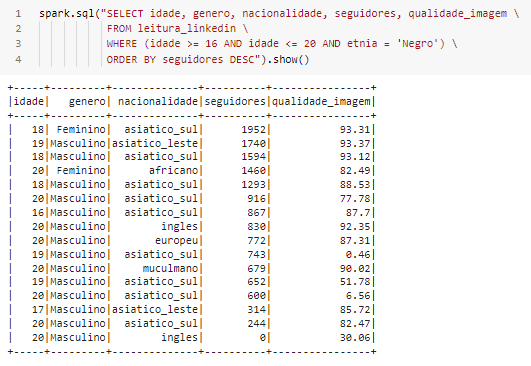 1 spark.sql("SELECT idade, genero, nacionalidade, seguidores, qualidade_imagem \
2 FROM leitura_linkedin \
3 WHERE (idade >= 16 AND idade <= 20 AND etnia = 'Negro') \
4 ORDER BY seguidores DESC").show()
+-----+---------+--------------+----------+----------------+
|idade|   genero| nacionalidade|seguidores|qualidade_imagem|
+-----+---------+--------------+----------+----------------+
|   18| Feminino|  asiatico_sul|      1952|           93.31|
|   19|Masculino|asiatico_leste|      1740|           93.37|
|   18|Masculino|  asiatico_sul|      1594|           93.12|
|   20| Feminino|      africano|      1460|           82.49|
|   18|Masculino|  asiatico_sul|      1293|           88.53|
|   20|Masculino|  asiatico_sul|       916|           77.78|
|   16|Masculino|  asiatico_sul|       867|            87.7|
|   20|Masculino|        ingles|       830|           92.35|
|   20|Masculino|       europeu|       772|           87.31|
|   19|Masculino|  asiatico_sul|       743|            0.46|
|   20|Masculino|     muculmano|       679|           90.02|
|   19|Masculino|  asiatico_sul|       652|           51.78|
|   20|Masculino|  asiatico_sul|       600|            6.56|
|   17|Masculino|asiatico_leste|       314|           85.72|
|   20|Masculino|  asiatico_sul|       244|           82.47|
|   20|Masculino|        ingles|         0|           30.06|
+-----+---------+--------------+----------+----------------+